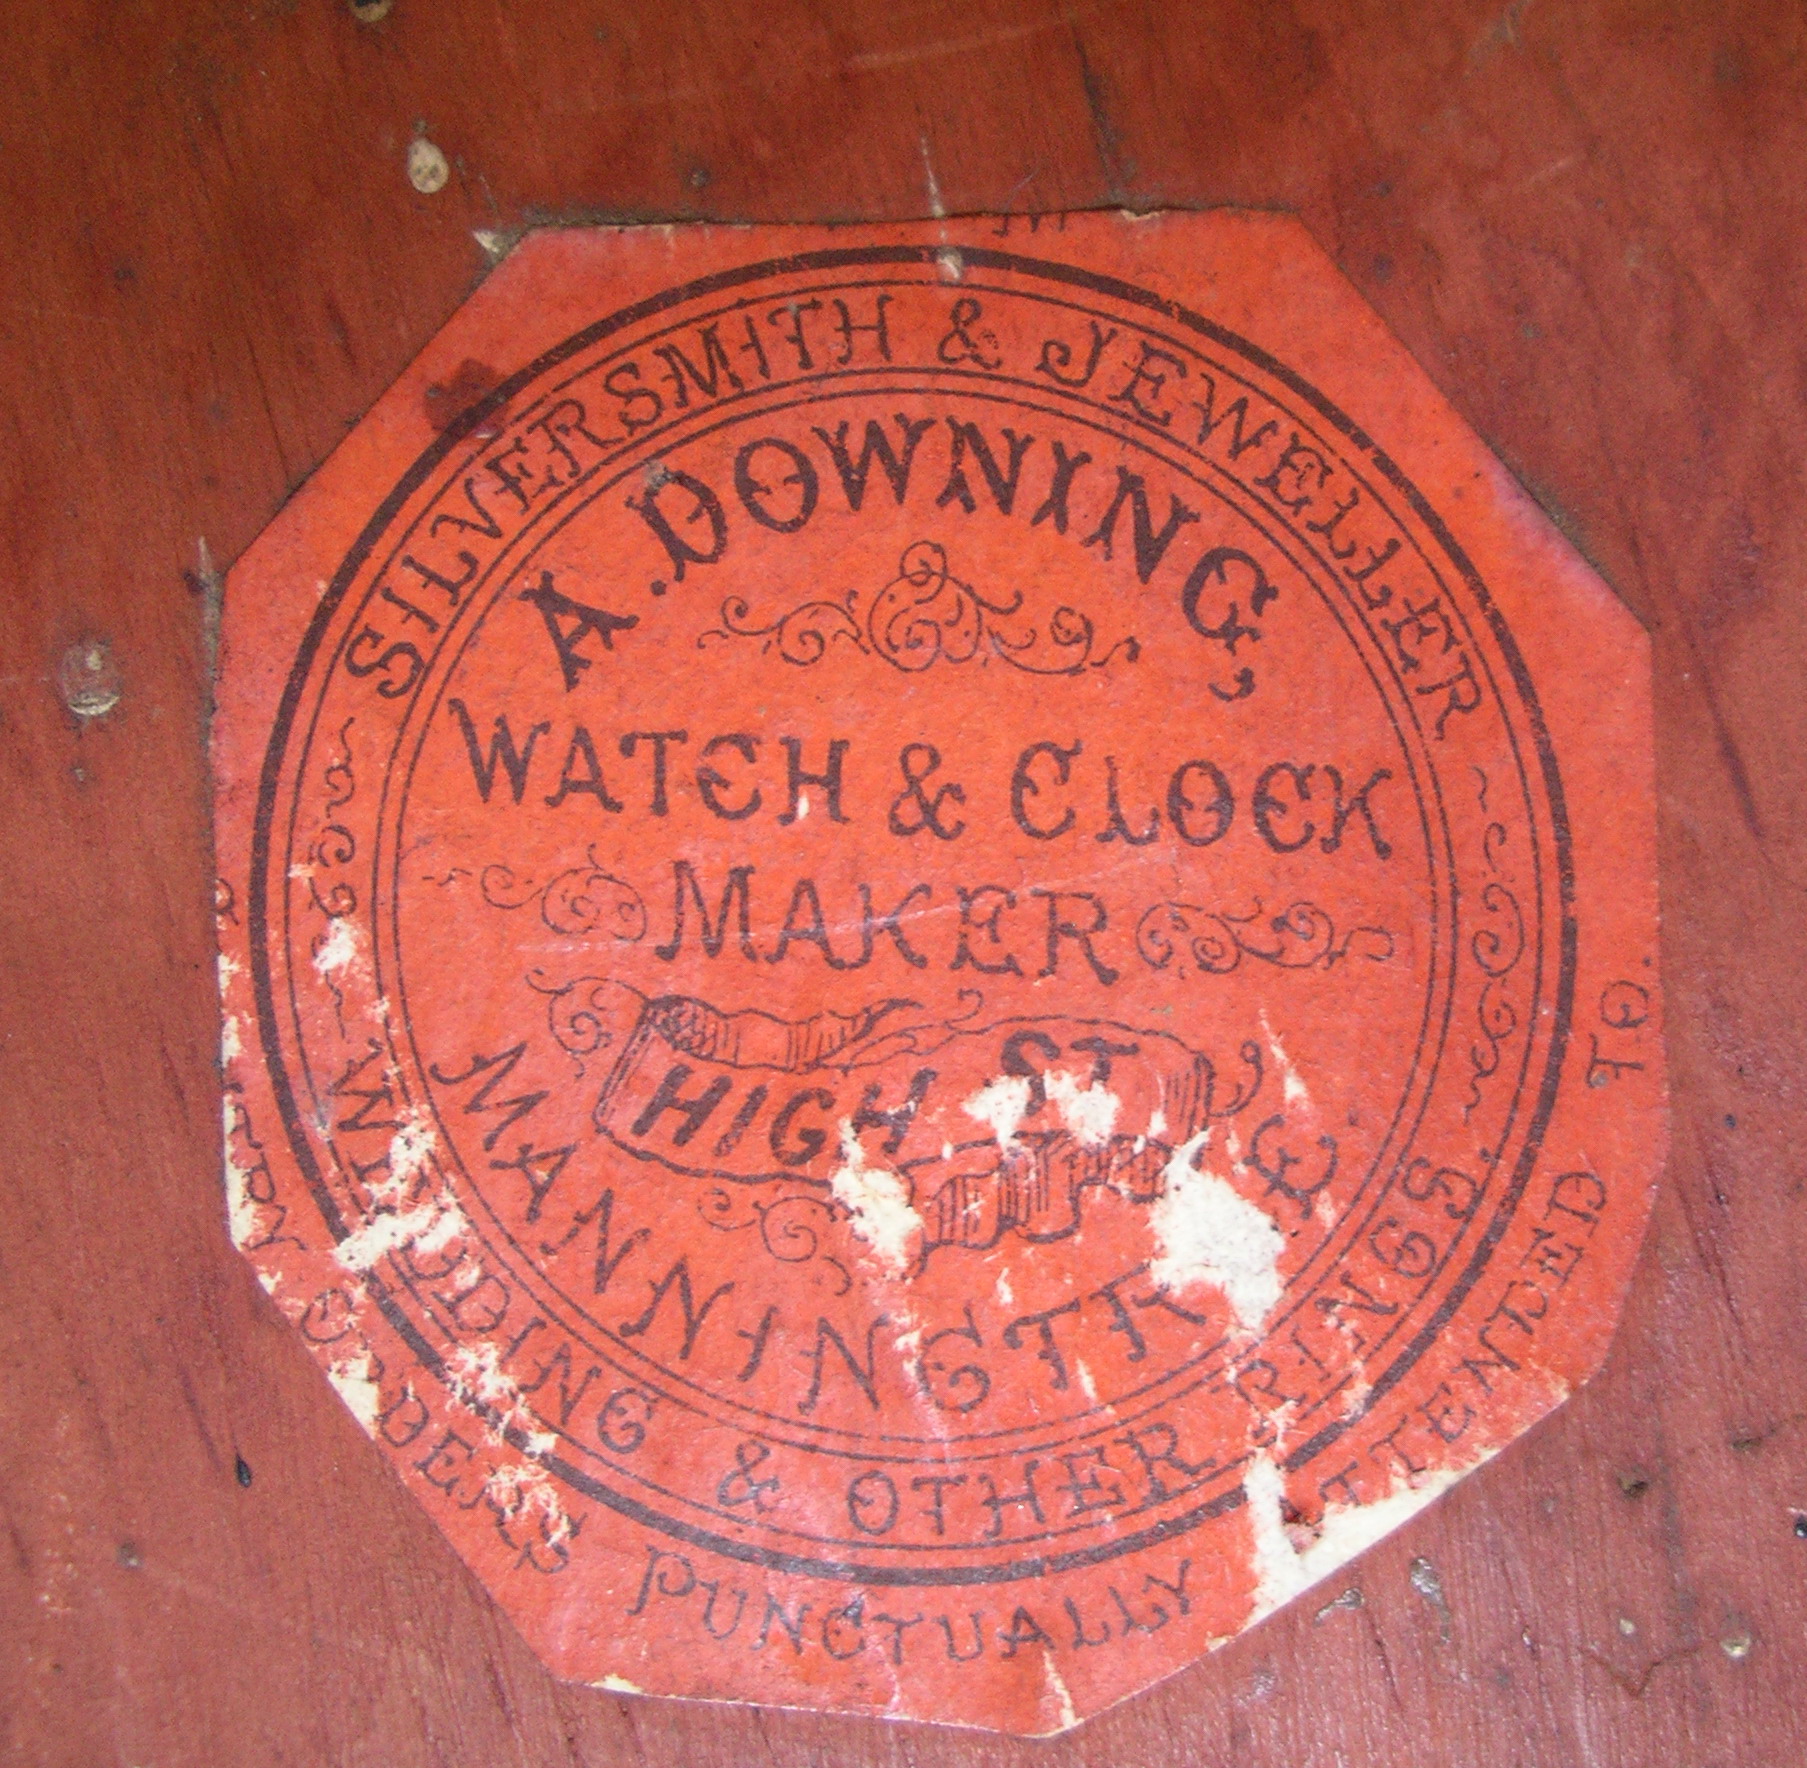 SILVERSMITH & JEWELLER
A. DOWNING,
WATCH & CLOCK
MAKER
HIGH ST
MANNINGTREE.
WEDDING & OTHER RINGS.
ORDERS PUNCTUALLY ATTENDED TO.